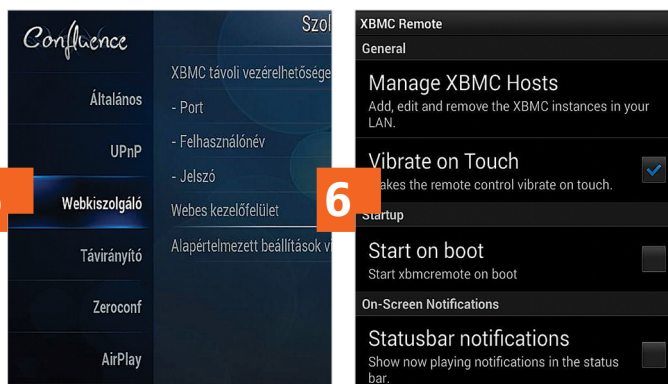 Confluence
Általános
UPnP
Webkiszolgáló
Távirányító
Zeroconf
AirPlay
Szol
XBMC távoli vezérelhetősége
- Port
- Felhasználónév
- Jelszó
Webes kezelőfelület
Alapértelmezett beállítások v
6
XBMC Remote
General
Manage XBMC Hosts
Add, edit and remove the XBMC instances in your
LAN.
Vibrate on Touch
akes the remote control vibrate on touch.
Startup
Start on boot
Start xbmcremote on boot
On-Screen Notifications
Statusbar notifications
Show now playing notifications in the status
bar.